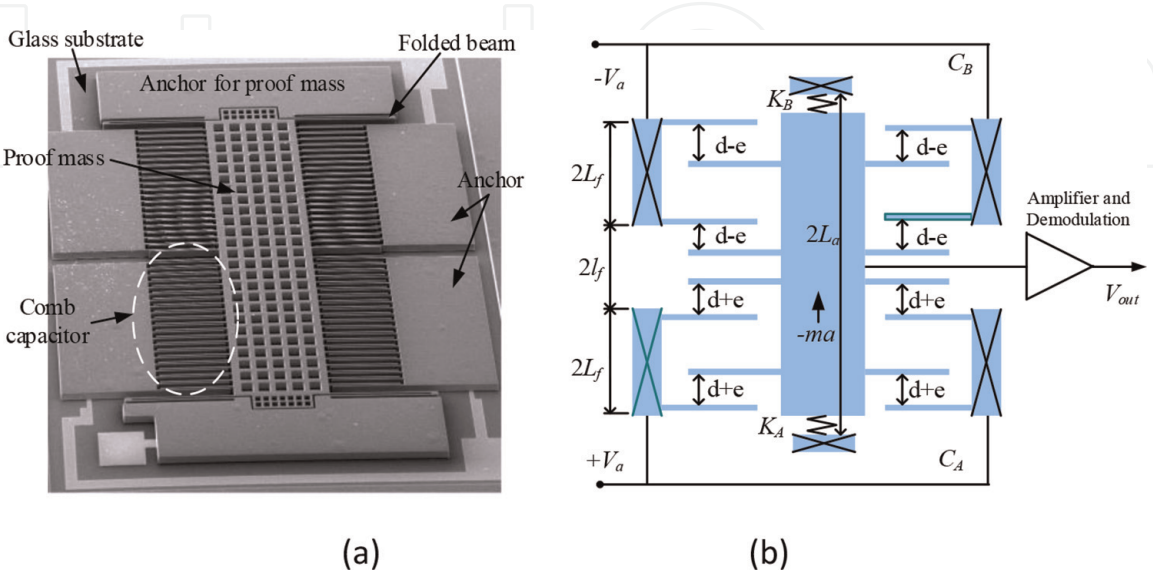 Glass substrate
Folded beam
Anchor for proof mass
Proof mass
Anchor
Comb
capacitor
(a)
-Va
CB
KB
d-e
d-e
2Lf
Amplifier and
Demodulation
2La
d-e
d-e
2lf
d+e
d+e
Vout
-ma
2Lf
d+e
d+e
KA
+Va
CA
(b)